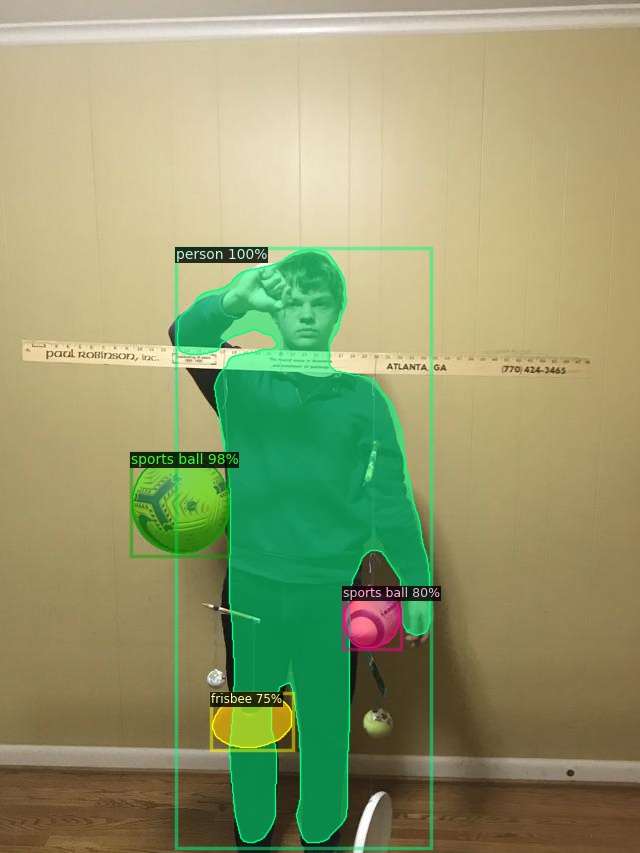 person 100%
paul ROBINSON, inc.
ATLANTA, GA
(770) 424-3465
sports ball 98%
sports ball 80%
frisbee 75%